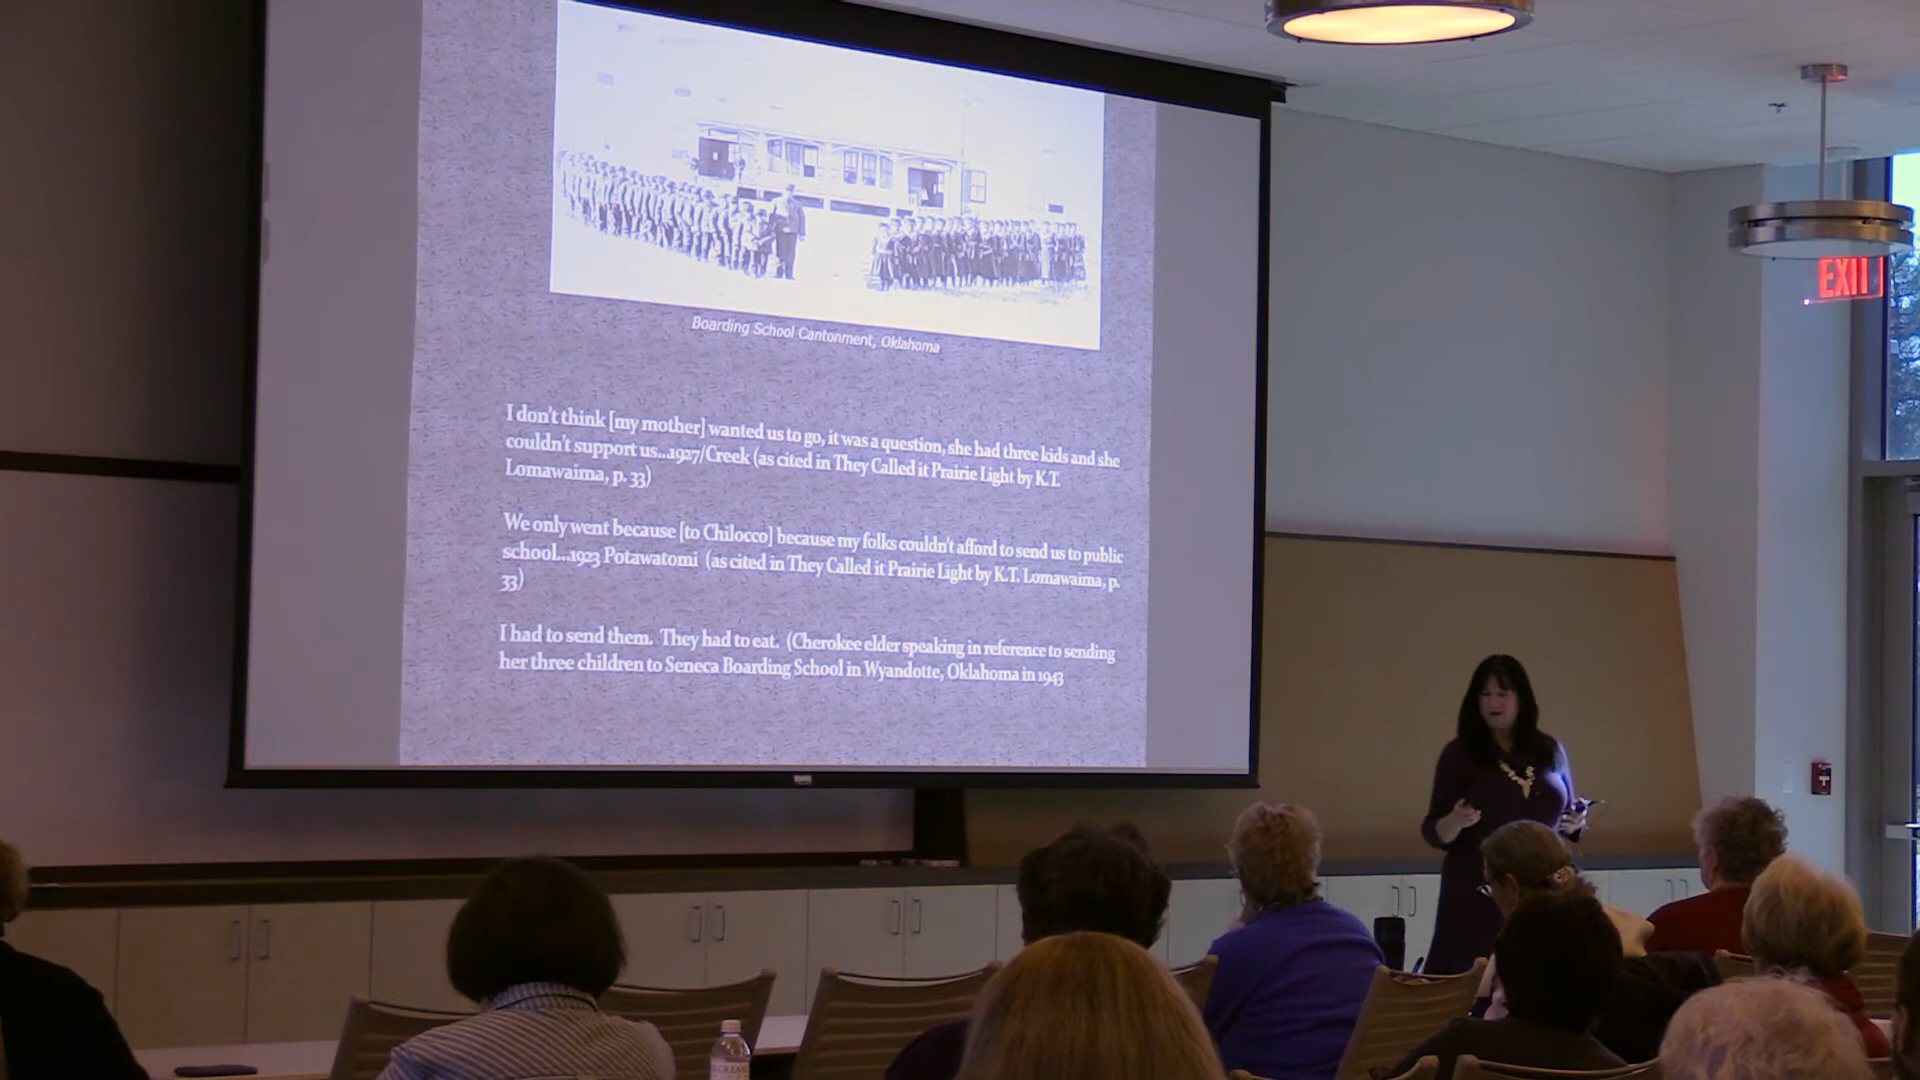 Boarding School Cantonment, Oklahoma
I don't think [my mother] wanted us to go, it was a question, she had three kids and she
couldn't support us...1927/Creek (as cited in They Called it Prairie Light by K.T.
Lomawaima, p. 33)
We only went because [to Chilocco] because my folks couldn't afford to send us to public
school...1923 Potawatomi (as cited in They Called it Prairie Light by K.T. Lomawaima, p.
33)
I had to send them. They had to eat. (Cherokee elder speaking in reference to sending
her three children to Seneca Boarding School in Wyandotte, Oklahoma in 1943
EXIT